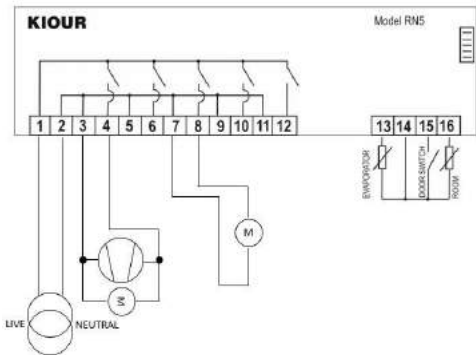 KIOUR
Model RN5
1 2 3 4 5 6 7 8 9 10 11 12
13 14 15 16
EVAPORATOR
DOOR SWITCH
ROOM
M
M
LIVE
NEUTRAL